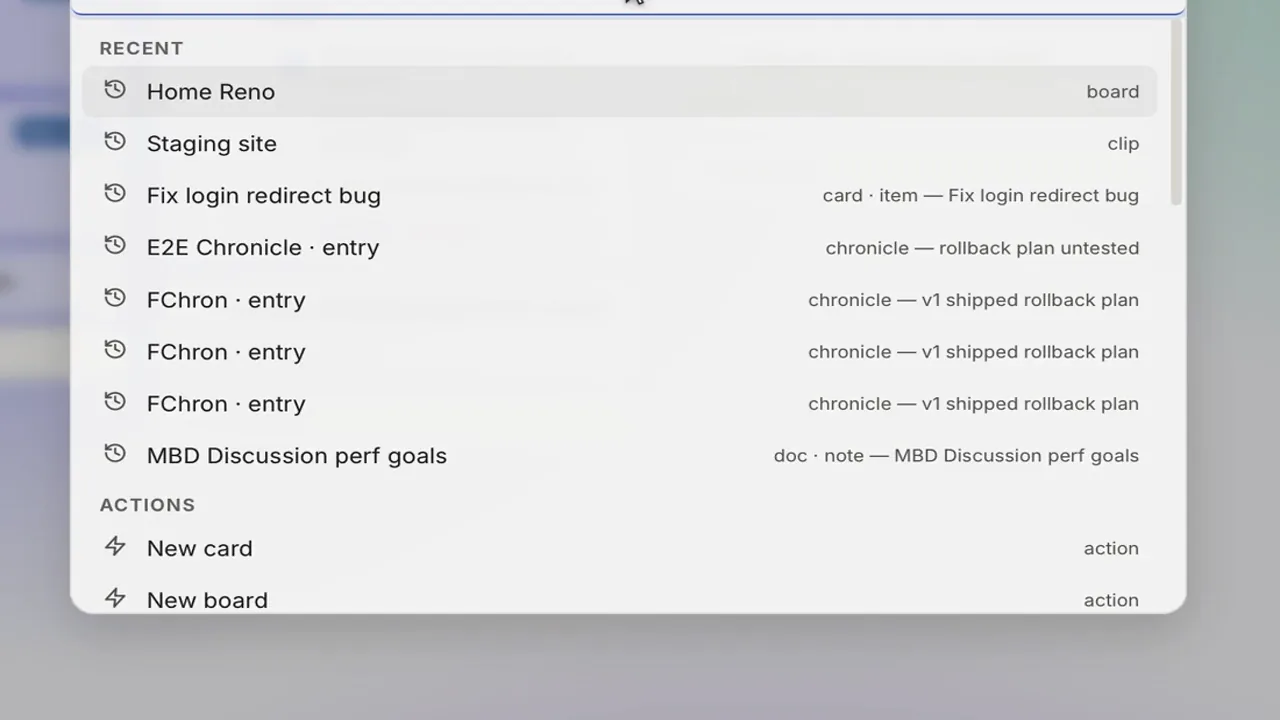 RECENT
Home Reno board
Staging site clip
Fix login redirect bug card · item — Fix login redirect bug
E2E Chronicle · entry chronicle — rollback plan untested
FChron · entry chronicle — v1 shipped rollback plan
FChron · entry chronicle — v1 shipped rollback plan
FChron · entry chronicle — v1 shipped rollback plan
MBD Discussion perf goals doc · note — MBD Discussion perf goals
ACTIONS
New card action
New board action